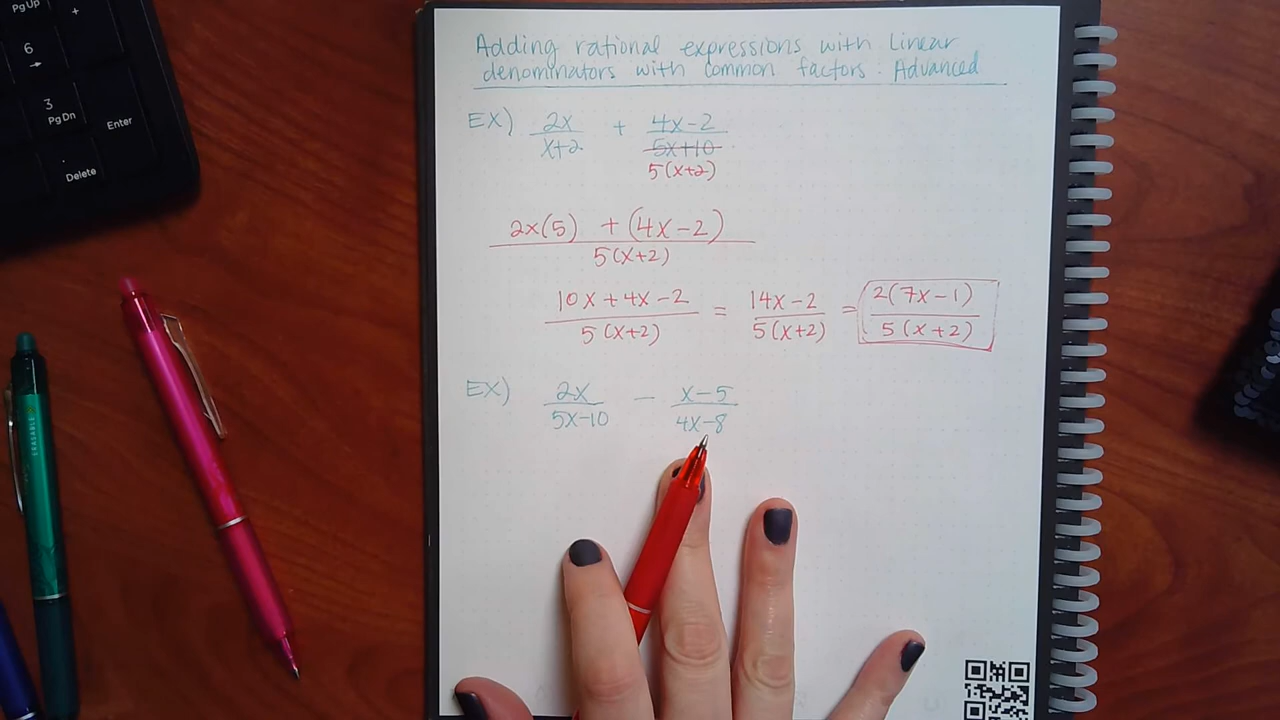 Adding rational expressions with Linear
denominators with common factors: Advanced
EX) 2x/x+2 + 4x-2/5x+10
5(x+2)
2x(5) + (4x-2)
5(x+2)
10x+4x-2/5(x+2) = 14x-2/5(x+2) = 2(7x-1)/5(x+2)
EX) 2x/5x-10 - x-5/4x-8
PgUp
+
6
→
3
PgDn
Enter
.
Delete
ERASABLE